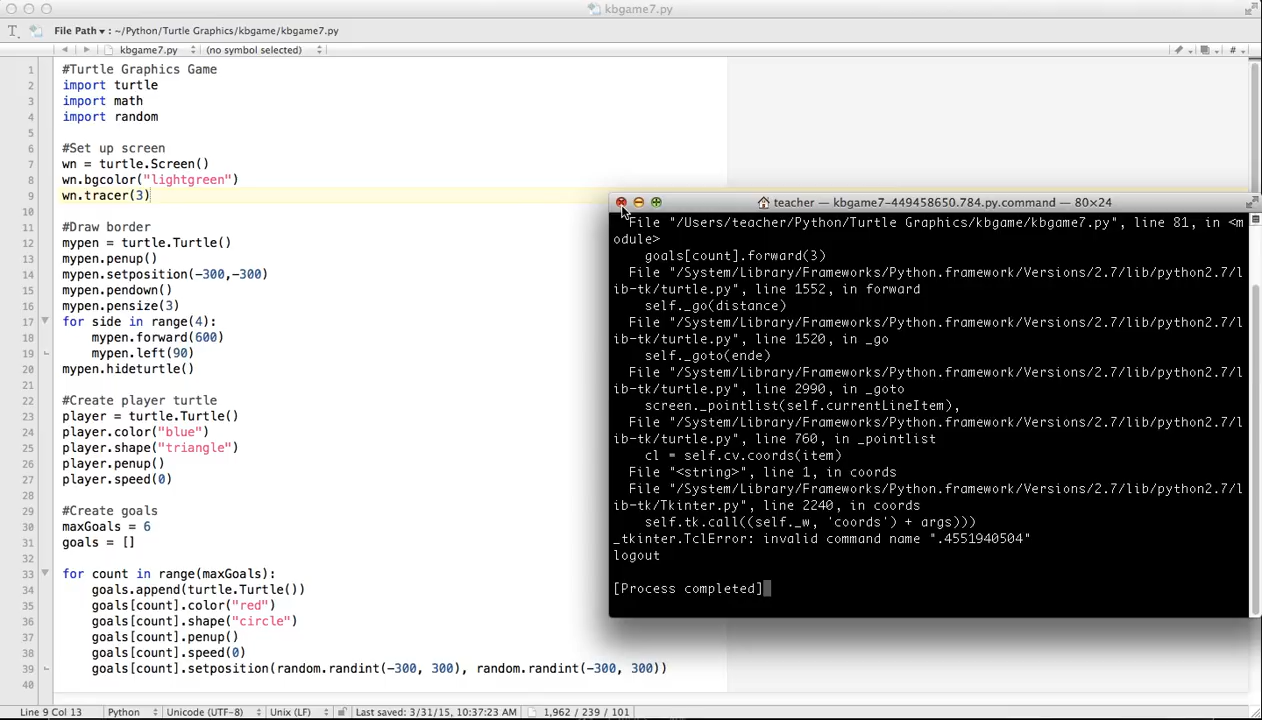 kbgame7.py
File Path ▾ : ~/Python/Turtle Graphics/kbgame/kbgame7.py
kbgame7.py (no symbol selected) #
1 #Turtle Graphics Game
2 import turtle
3 import math
4 import random
5
6 #Set up screen
7 wn = turtle.Screen()
8 wn.bgcolor("lightgreen")
9 wn.tracer(3)
10
11 #Draw border
12 mypen = turtle.Turtle()
13 mypen.penup()
14 mypen.setposition(-300,-300)
15 mypen.pendown()
16 mypen.pensize(3)
17 for side in range(4):
18 mypen.forward(600)
19 mypen.left(90)
20 mypen.hideturtle()
21
22 #Create player turtle
23 player = turtle.Turtle()
24 player.color("blue")
25 player.shape("triangle")
26 player.penup()
27 player.speed(0)
28
29 #Create goals
30 maxGoals = 6
31 goals = []
32
33 for count in range(maxGoals):
34 goals.append(turtle.Turtle())
35 goals[count].color("red")
36 goals[count].shape("circle")
37 goals[count].penup()
38 goals[count].speed(0)
39 goals[count].setposition(random.randint(-300, 300), random.randint(-300, 300))
40
teacher — kbgame7-449458650.784.py.command — 80×24
File "/Users/teacher/Python/Turtle Graphics/kbgame/kbgame7.py", line 81, in <m
odule>
goals[count].forward(3)
File "/System/Library/Frameworks/Python.framework/Versions/2.7/lib/python2.7/l
ib-tk/turtle.py", line 1552, in forward
self._go(distance)
File "/System/Library/Frameworks/Python.framework/Versions/2.7/lib/python2.7/l
ib-tk/turtle.py", line 1520, in _go
self._goto(ende)
File "/System/Library/Frameworks/Python.framework/Versions/2.7/lib/python2.7/l
ib-tk/turtle.py", line 2990, in _goto
screen._pointlist(self.currentLineItem),
File "/System/Library/Frameworks/Python.framework/Versions/2.7/lib/python2.7/l
ib-tk/turtle.py", line 760, in _pointlist
cl = self.cv.coords(item)
File "<string>", line 1, in coords
File "/System/Library/Frameworks/Python.framework/Versions/2.7/lib/python2.7/l
ib-tk/Tkinter.py", line 2240, in coords
self.tk.call((self._w, 'coords') + args)))
_tkinter.TclError: invalid command name ".4551940504"
logout

[Process completed]
Line 9 Col 13 Python Unicode (UTF-8) Unix (LF) Last saved: 3/31/15, 10:37:23 AM 1,962 / 239 / 101